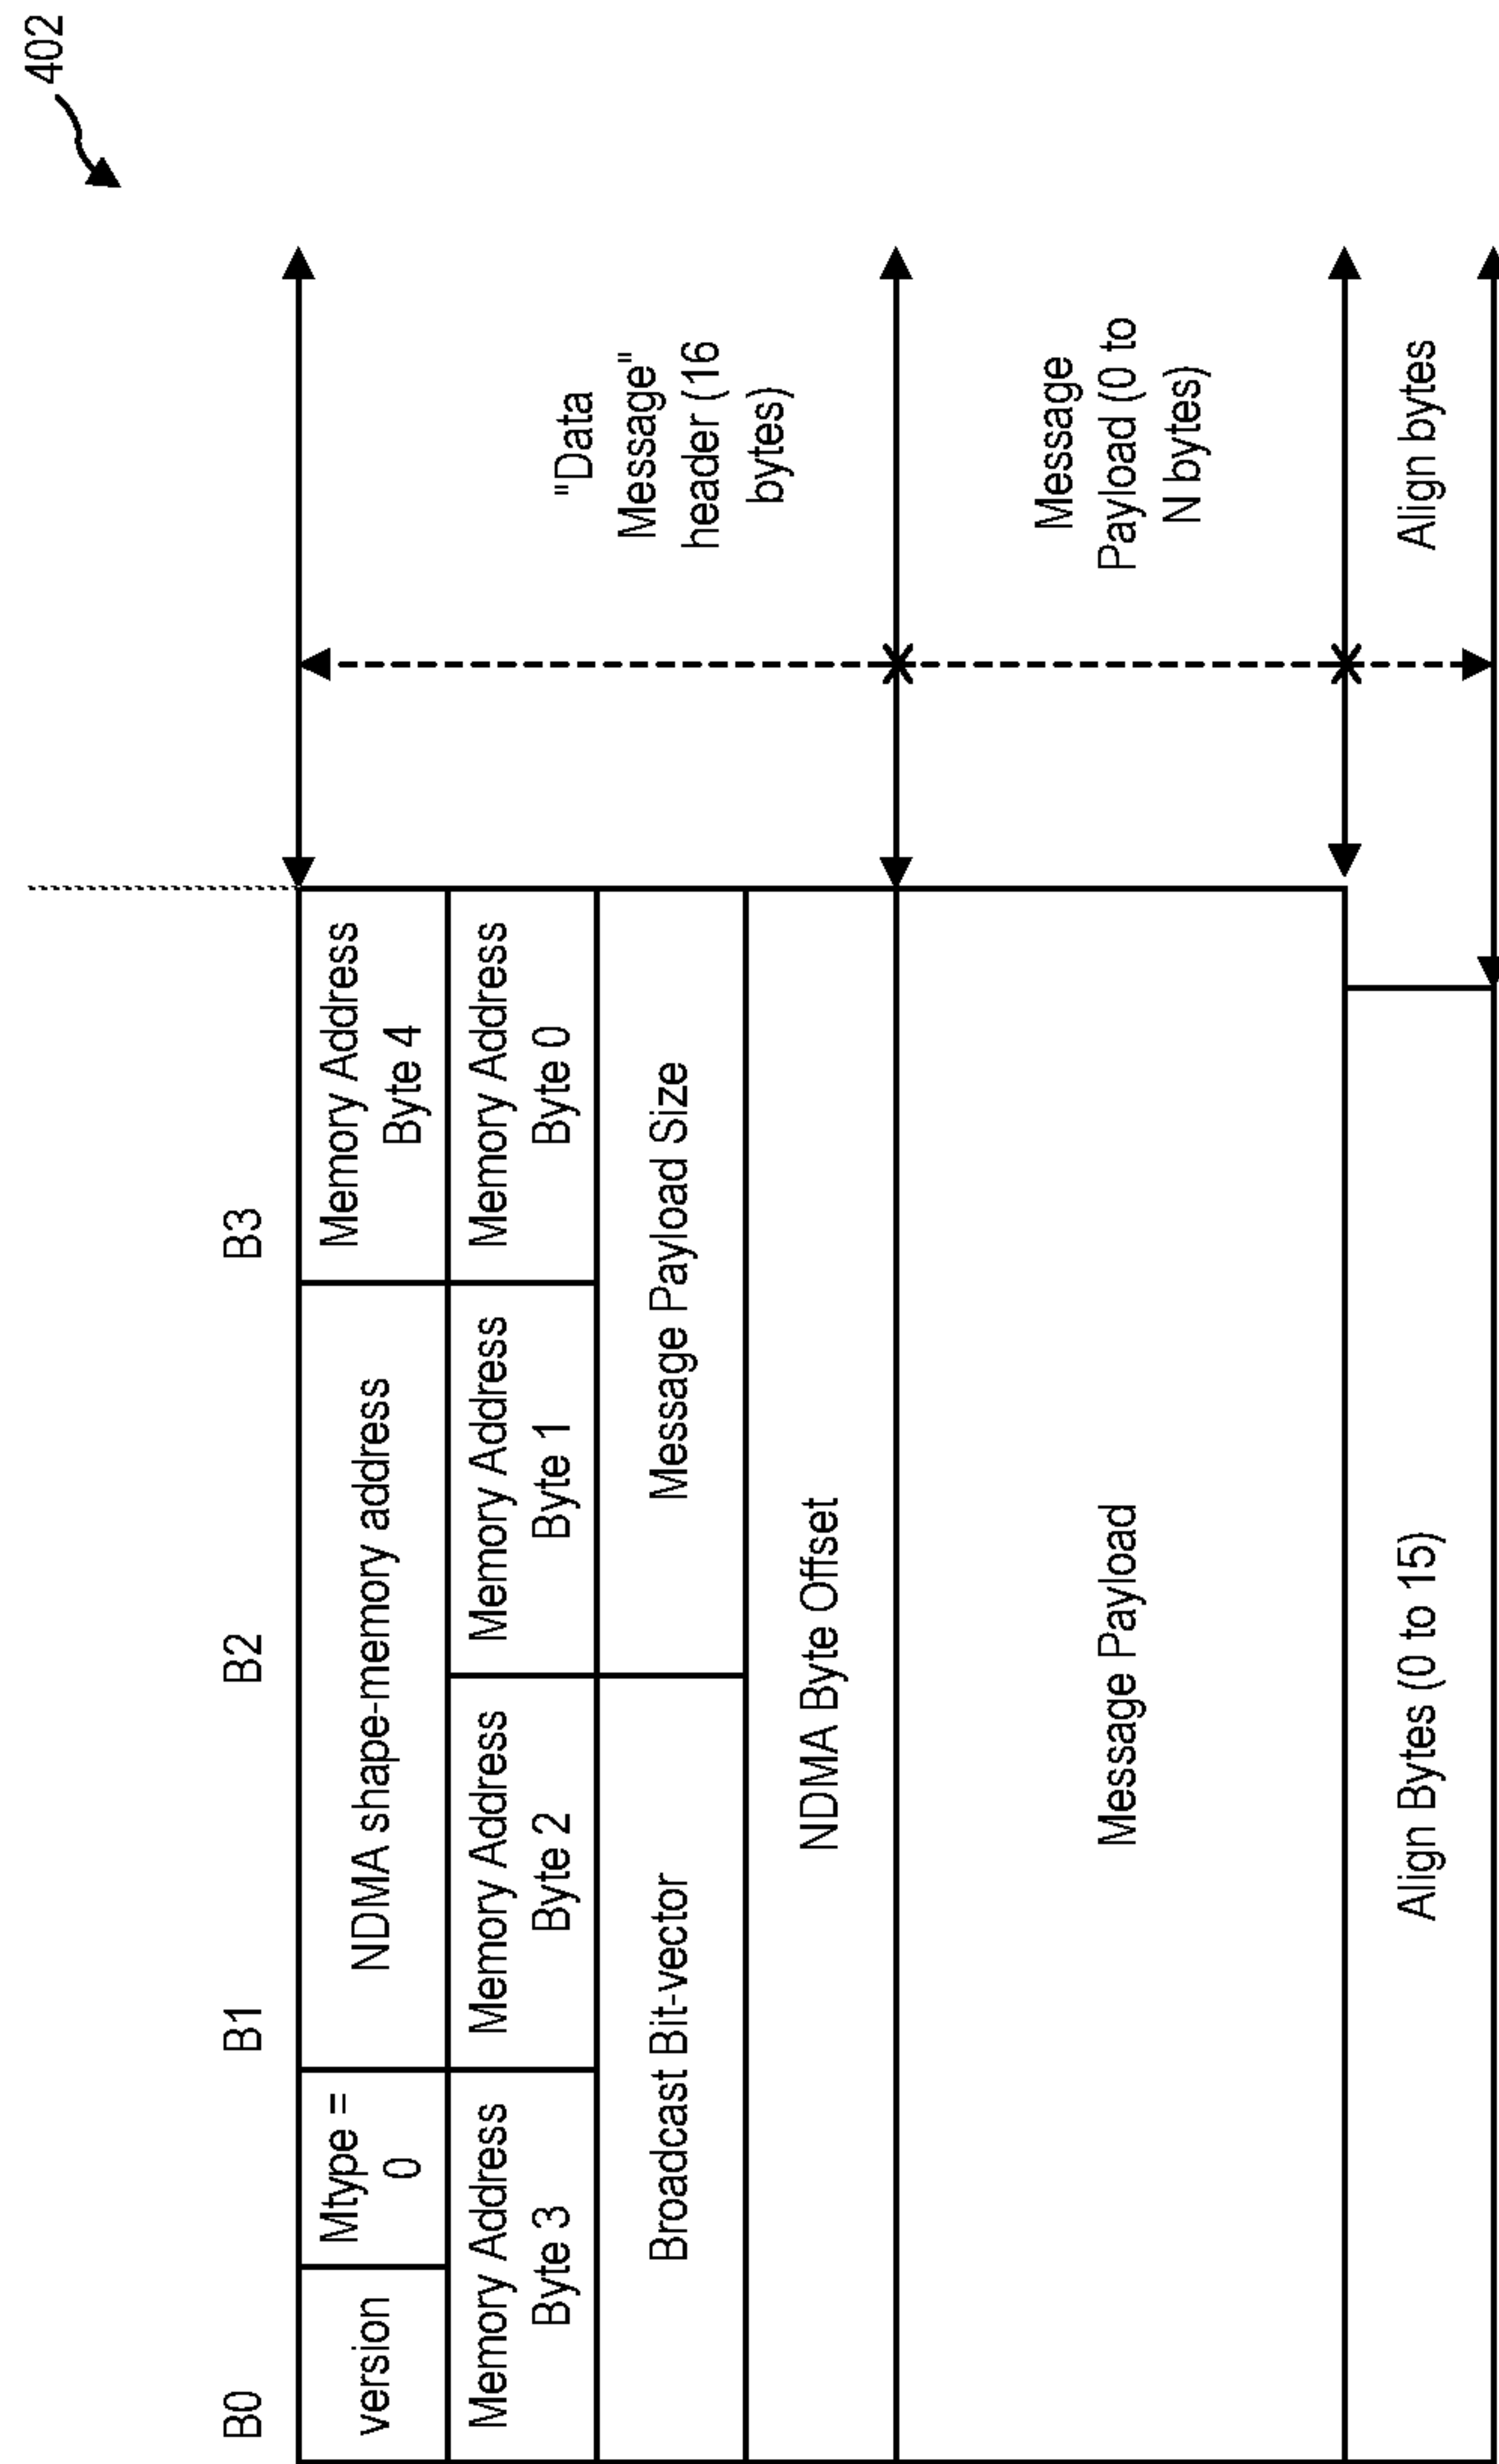 402
B0
B1
B2
B3
version
Mtype =
0
NDMA shape-memory address
Memory Address
Byte 4
Memory Address
Byte 3
Memory Address
Byte 2
Memory Address
Byte 1
Memory Address
Byte 0
Broadcast Bit-vector
Message Payload Size
NDMA Byte Offset
"Data
Message"
header (16
bytes)
Message Payload
Message
Payload (0 to
N bytes)
Align Bytes (0 to 15)
Align bytes